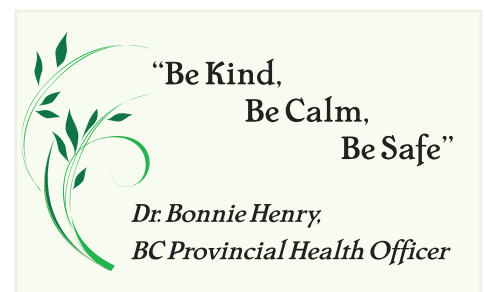 “Be Kind,
Be Calm,
Be Safe”
Dr. Bonnie Henry,
BC Provincial Health Officer